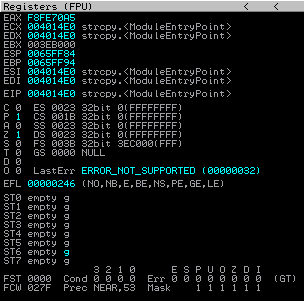 Registers (FPU) < <
EAX F8FE70A5
ECX 004014E0 strcpy.<ModuleEntryPoint>
EDX 004014E0 strcpy.<ModuleEntryPoint>
EBX 003EB000
ESP 0065FF84
EBP 0065FF94
ESI 004014E0 strcpy.<ModuleEntryPoint>
EDI 004014E0 strcpy.<ModuleEntryPoint>
EIP 004014E0 strcpy.<ModuleEntryPoint>
C 0 ES 0023 32bit 0(FFFFFFFF)
P 1 CS 001B 32bit 0(FFFFFFFF)
A 0 SS 0023 32bit 0(FFFFFFFF)
Z 1 DS 0023 32bit 0(FFFFFFFF)
S 0 FS 003B 32bit 3EC000(FFF)
T 0 GS 0000 NULL
D 0
O 0 LastErr ERROR_NOT_SUPPORTED (00000032)
EFL 00000246 (NO,NB,E,BE,NS,PE,GE,LE)
ST0 empty g
ST1 empty g
ST2 empty g
ST3 empty g
ST4 empty g
ST5 empty g
ST6 empty g
ST7 empty g
3 2 1 0 E S P U O Z D I
FST 0000 Cond 0 0 0 0 Err 0 0 0 0 0 0 0 0 (GT)
FCW 027F Prec NEAR,53 Mask 1 1 1 1 1 1